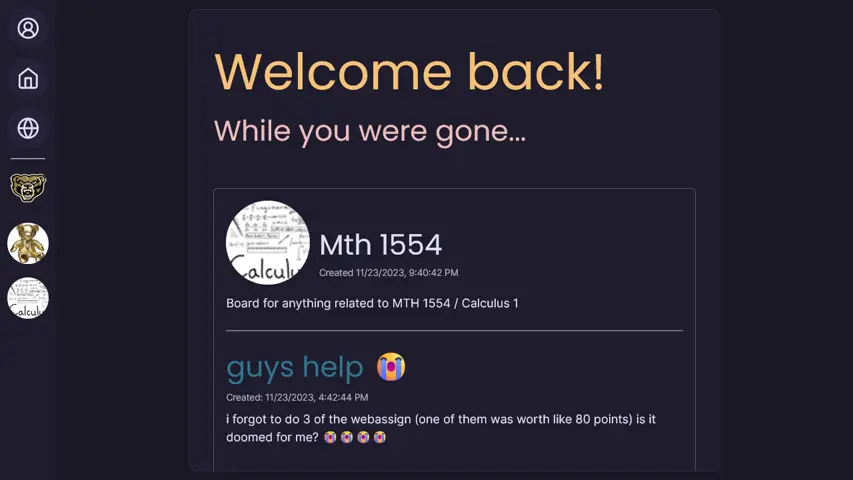 Welcome back!
While you were gone...
Calculu
Mth 1554
Created 11/23/2023, 9:40:42 PM
Board for anything related to MTH 1554 / Calculus 1
guys help 😭
Created: 11/23/2023, 4:42:44 PM
i forgot to do 3 of the webassign (one of them was worth like 80 points) is it
doomed for me? 😭 😭 😭 😭